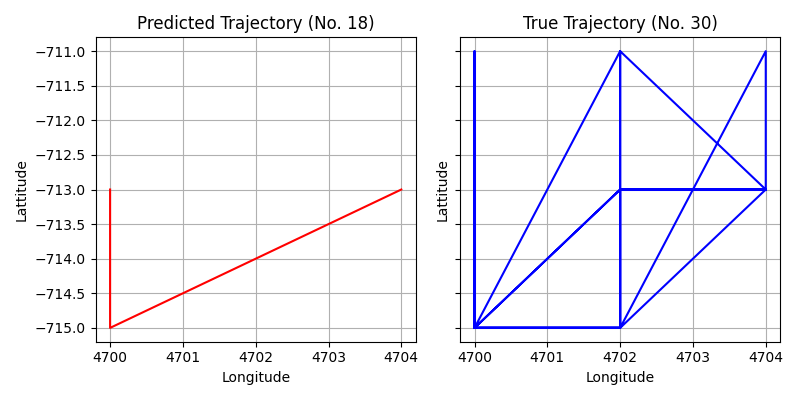 Predicted Trajectory (No. 18)
True Trajectory (No. 30)
−711.0
−711.5
−712.0
−712.5
−713.0
−713.5
−714.0
−714.5
−715.0
Lattitude
Lattitude
4700 4701 4702 4703 4704
4700 4701 4702 4703 4704
Longitude
Longitude